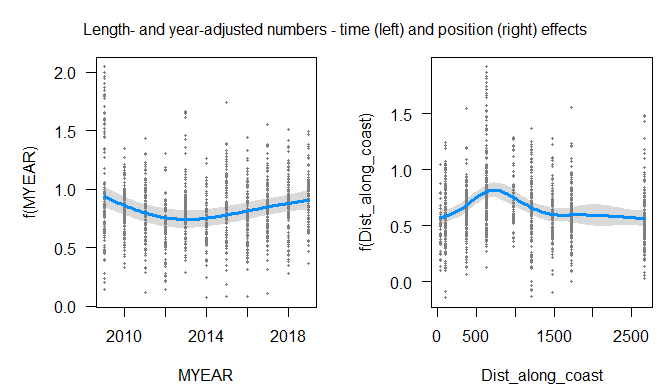 Length- and year-adjusted numbers - time (left) and position (right) effects
f(MYEAR)
2.0
1.5
1.0
0.5
0.0
2010 2014 2018
MYEAR
f(Dist_along_coast)
1.5
1.0
0.5
0.0
0 500 1500 2500
Dist_along_coast